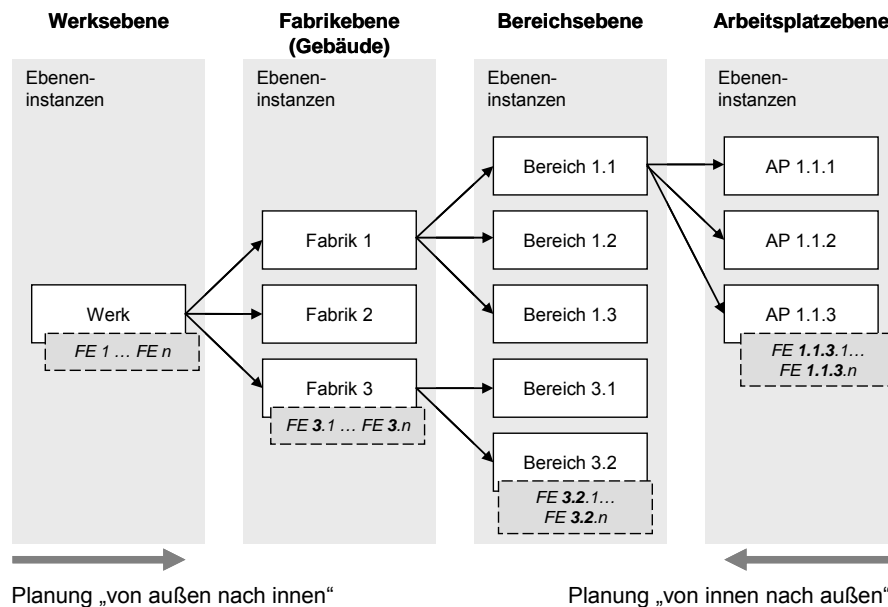 Werksebene
Fabrikebene
(Gebäude)
Bereichsebene
Arbeitsplatzebene
Ebenen-
instanzen
Ebenen-
instanzen
Ebenen-
instanzen
Ebenen-
instanzen
Werk
FE 1 … FE n
Fabrik 1
Fabrik 2
Fabrik 3
FE 3.1 … FE 3.n
Bereich 1.1
Bereich 1.2
Bereich 1.3
Bereich 3.1
Bereich 3.2
FE 3.2.1…
FE 3.2.n
AP 1.1.1
AP 1.1.2
AP 1.1.3
FE 1.1.3.1…
FE 1.1.3.n
Planung „von außen nach innen“
Planung „von innen nach außen“